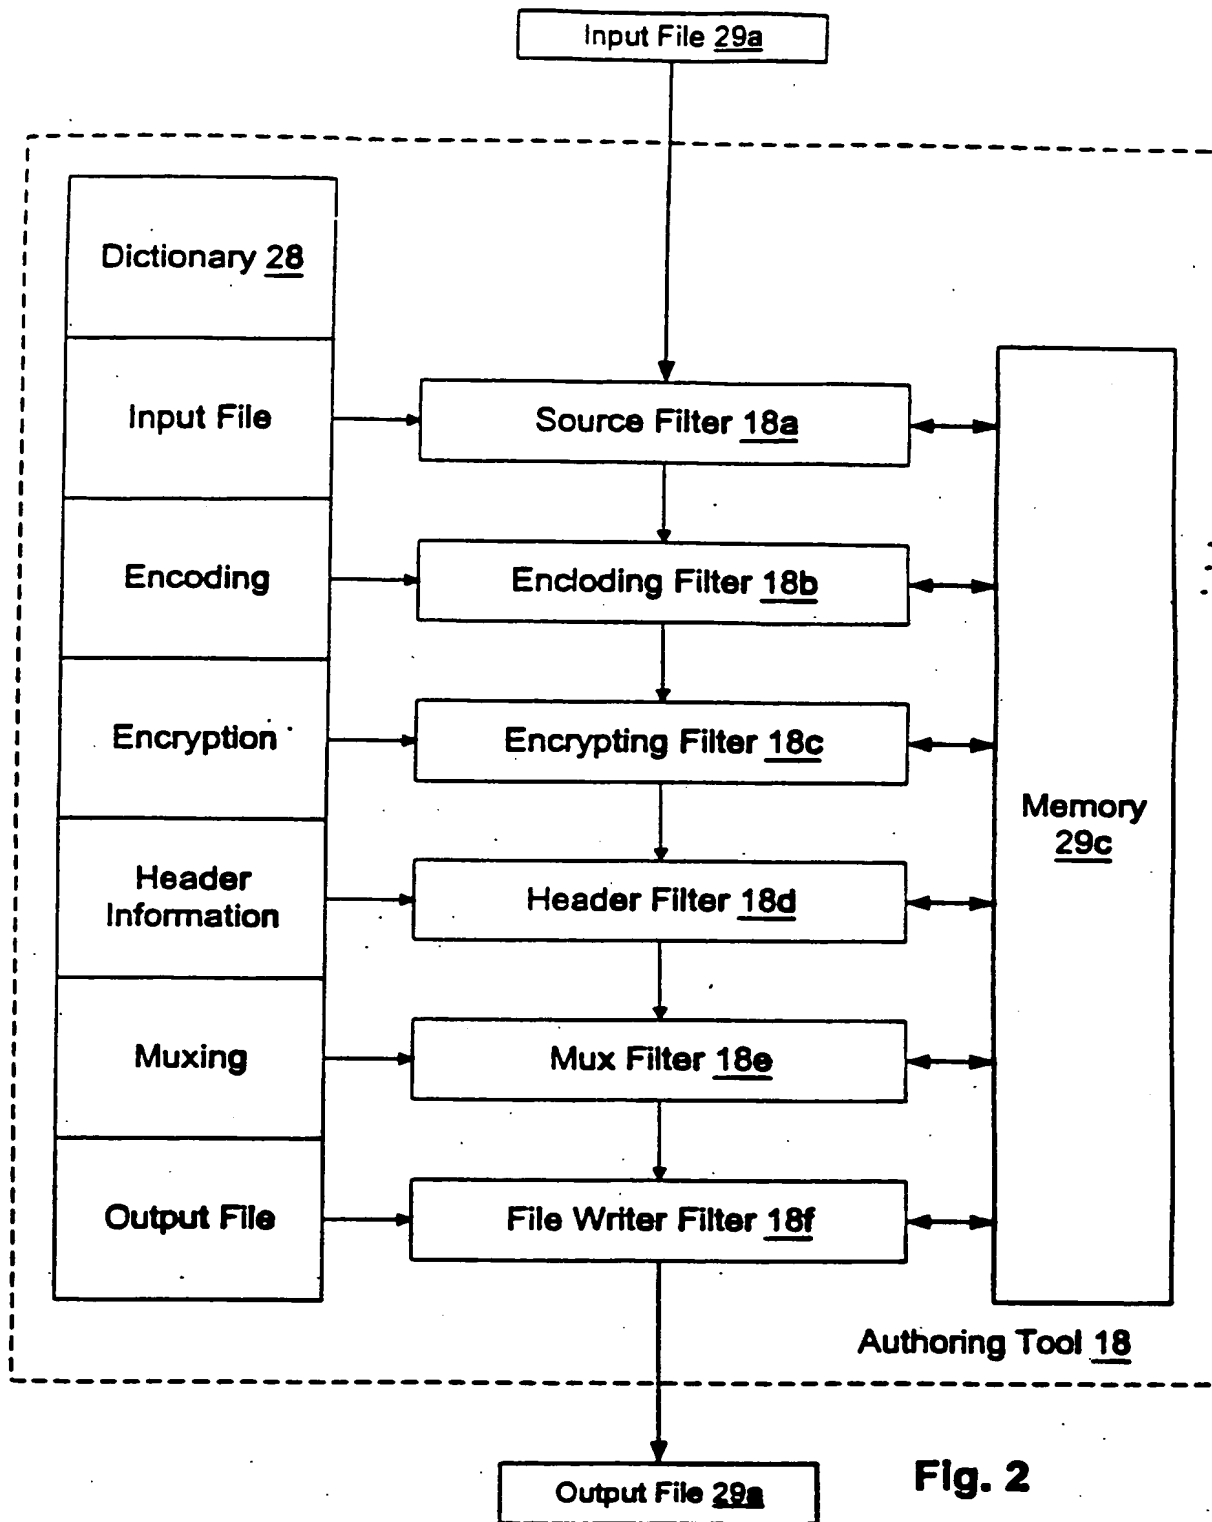 Input File 29a
Dictionary 28
Input File
Source Filter 18a
Encoding
Encloding Filter 18b
Encryption
Encrypting Filter 18c
Memory
29c
Header
Information
Header Filter 18d
Muxing
Mux Filter 18e
Output File
File Writer Filter 18f
Authoring Tool 18
Output File 29a
Fig. 2